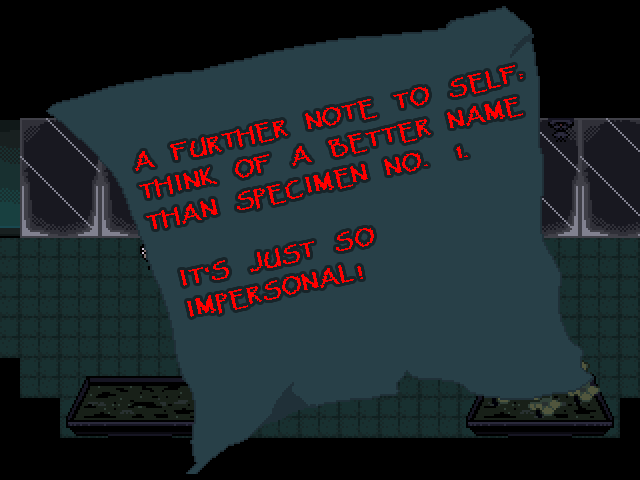 A FURTHER NOTE TO SELF:
THINK OF A BETTER NAME
THAN SPECIMEN NO. 1.
IT'S JUST SO
IMPERSONAL!